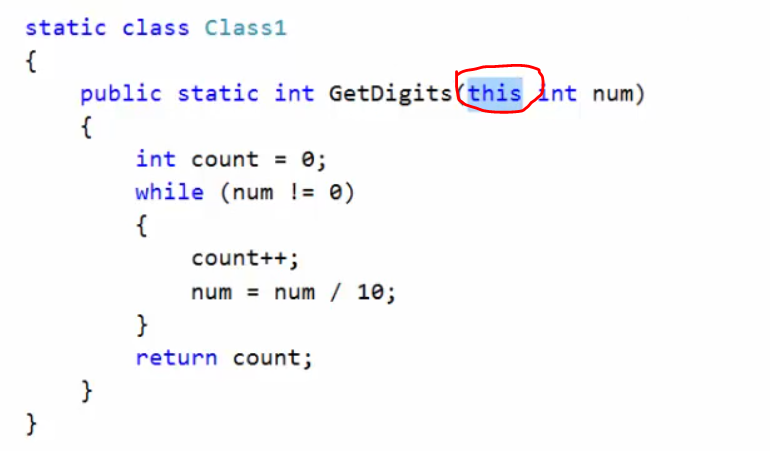 static class Class1
{
public static int GetDigits(this int num)
{
int count = 0;
while (num != 0)
{
count++;
num = num / 10;
}
return count;
}
}